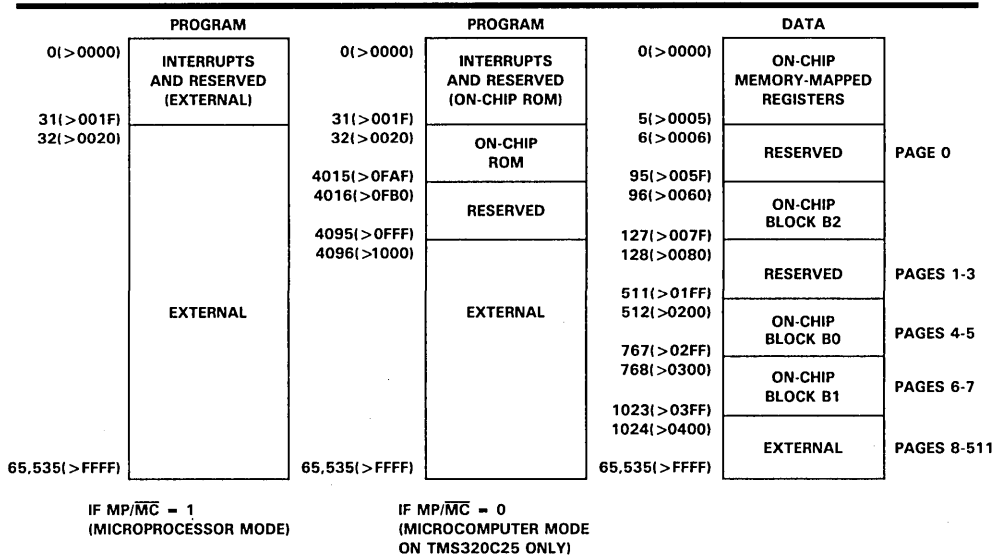 PROGRAM
0(>0000)
INTERRUPTS
AND RESERVED
(EXTERNAL)
31(>001F)
32(>0020)
EXTERNAL
65,535(>FFFF)
IF MP/M̅C̅ = 1
(MICROPROCESSOR MODE)
PROGRAM
0(>0000)
INTERRUPTS
AND RESERVED
(ON-CHIP ROM)
31(>001F)
32(>0020)
ON-CHIP
ROM
4015(>0FAF)
4016(>0FB0)
RESERVED
4095(>0FFF)
4096(>1000)
EXTERNAL
65,535(>FFFF)
IF MP/M̅C̅ = 0
(MICROCOMPUTER MODE
ON TMS320C25 ONLY)
DATA
0(>0000)
ON-CHIP
MEMORY-MAPPED
REGISTERS
5(>0005)
6(>0006)
RESERVED
PAGE 0
95(>005F)
96(>0060)
ON-CHIP
BLOCK B2
127(>007F)
128(>0080)
RESERVED
PAGES 1-3
511(>01FF)
512(>0200)
ON-CHIP
BLOCK B0
PAGES 4-5
767(>02FF)
768(>0300)
ON-CHIP
BLOCK B1
PAGES 6-7
1023(>03FF)
1024(>0400)
EXTERNAL
PAGES 8-511
65,535(>FFFF)